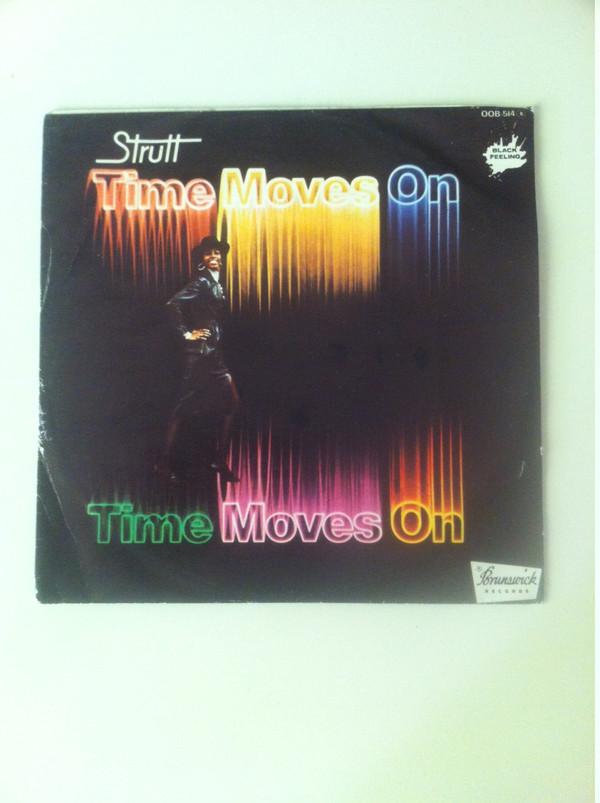 OOB·514
Strutt
BLACK
FEELING
Time Moves On
Time Moves On
® Brunswick
RECORDS